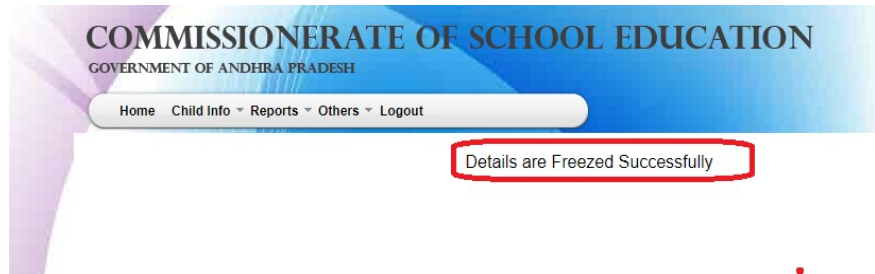 COMMISSIONERATE OF SCHOOL EDUCATION
GOVERNMENT OF ANDHRA PRADESH
Home Child Info Reports Others Logout
Details are Freezed Successfully